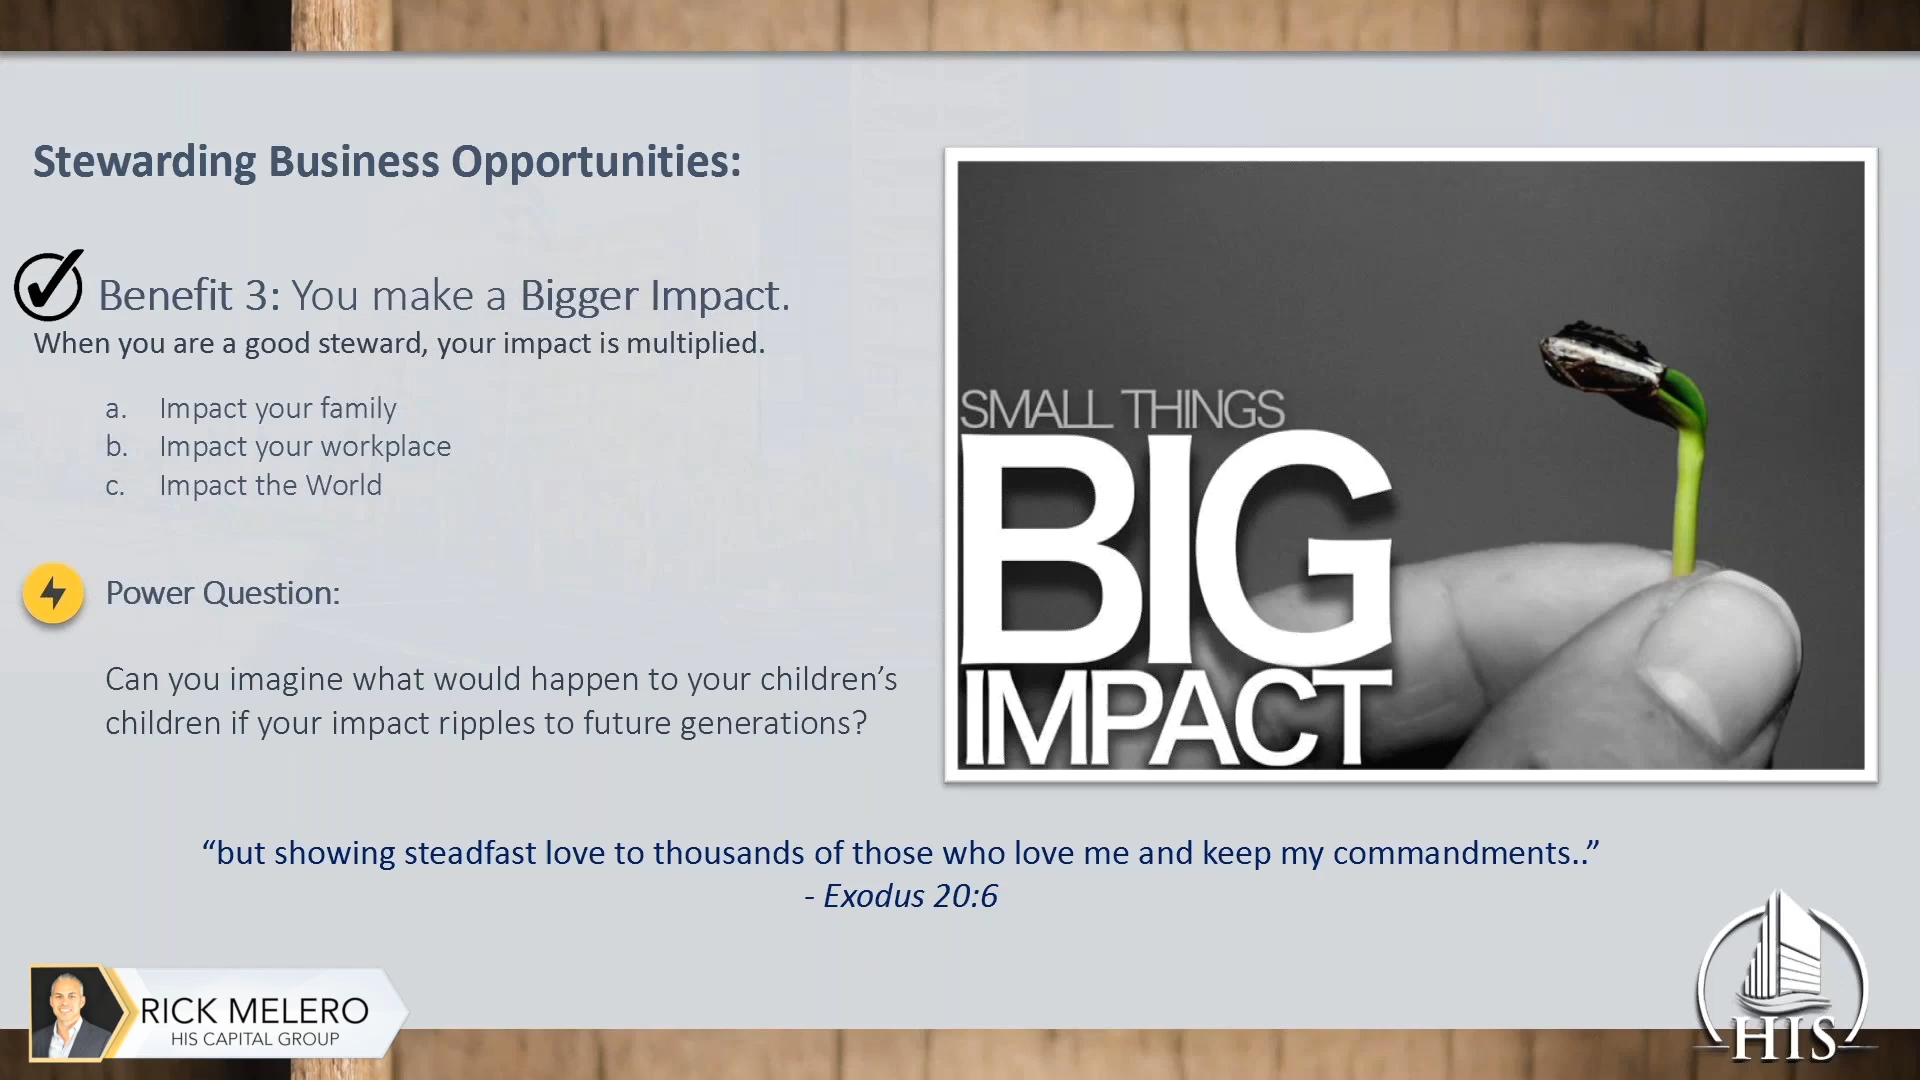 Stewarding Business Opportunities:
Benefit 3: You make a Bigger Impact.
When you are a good steward, your impact is multiplied.
a. Impact your family
b. Impact your workplace
c. Impact the World
Power Question:
Can you imagine what would happen to your children’s
children if your impact ripples to future generations?
SMALL THINGS
BIG
IMPACT
“but showing steadfast love to thousands of those who love me and keep my commandments..”
- Exodus 20:6
RICK MELERO
HIS CAPITAL GROUP
HIS